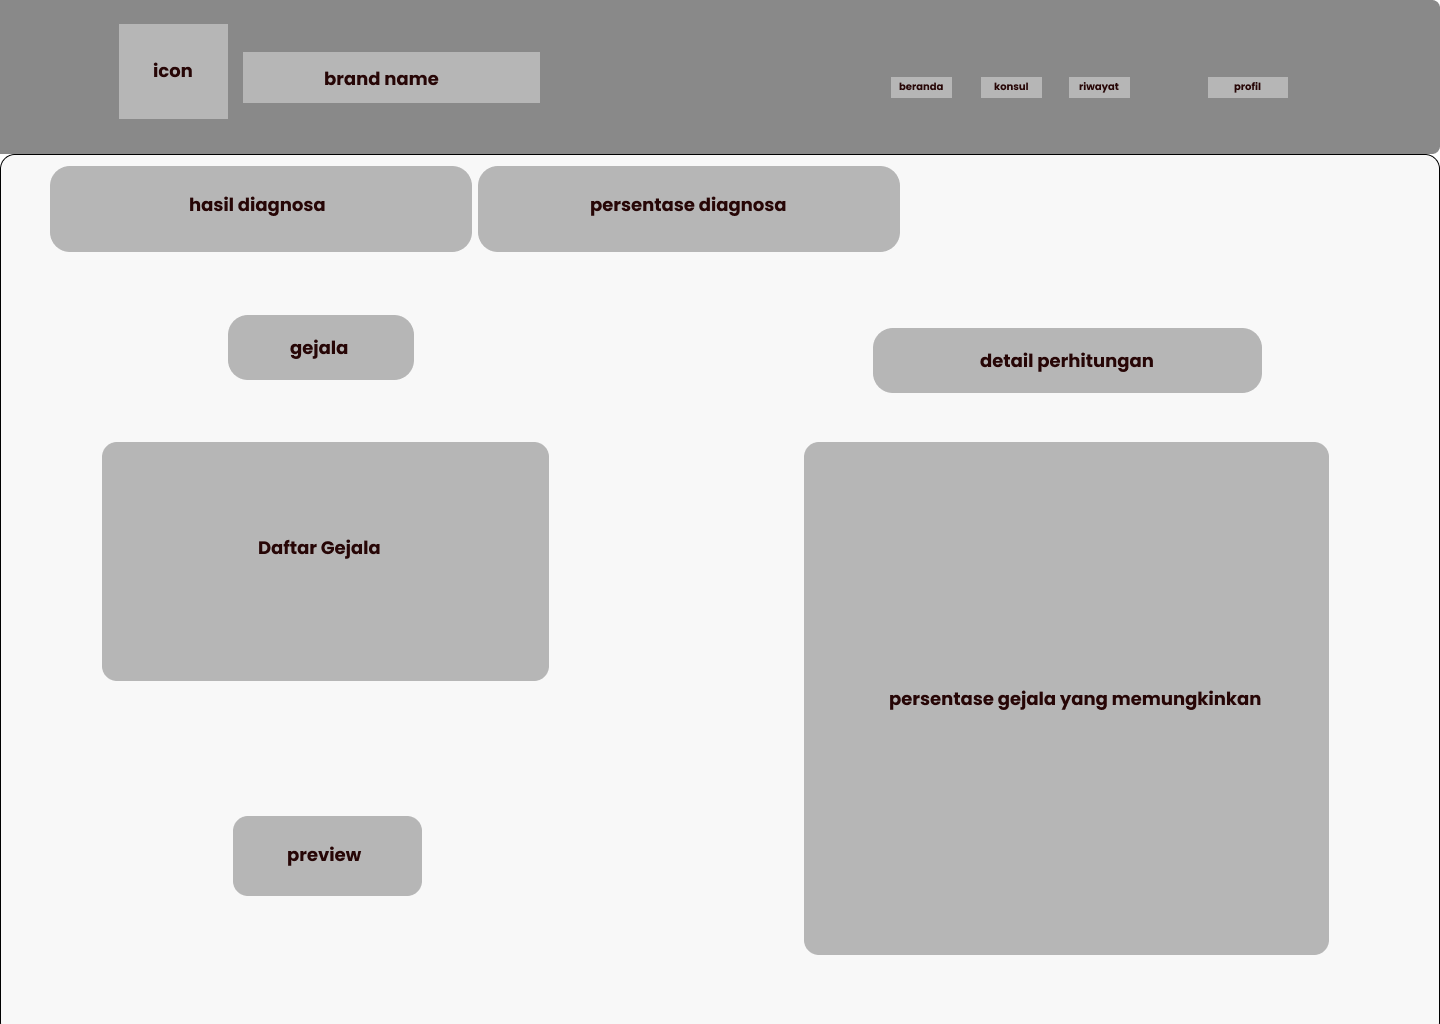 icon
brand name
beranda
konsul
riwayat
profil
hasil diagnosa
persentase diagnosa
gejala
detail perhitungan
Daftar Gejala
persentase gejala yang memungkinkan
preview